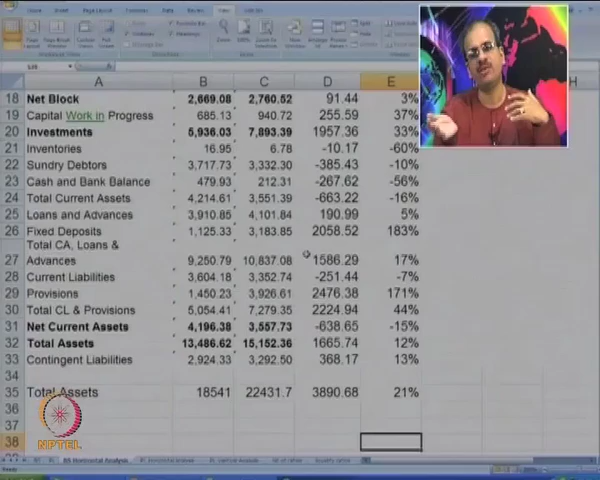 A B C D E H
18 Net Block 2,669.08 2,760.52 91.44 3%
19 Capital Work in Progress 685.13 940.72 255.59 37%
20 Investments 5,936.03 7,893.39 1957.36 33%
21 Inventories 16.95 6.78 -10.17 -60%
22 Sundry Debtors 3,717.73 3,332.30 -385.43 -10%
23 Cash and Bank Balance 479.93 212.31 -267.62 -56%
24 Total Current Assets 4,214.61 3,551.39 -663.22 -16%
25 Loans and Advances 3,910.85 4,101.84 190.99 5%
26 Fixed Deposits 1,125.33 3,183.85 2058.52 183%
Total CA, Loans &
27 Advances 9,250.79 10,837.08 1586.29 17%
28 Current Liabilities 3,604.18 3,352.74 -251.44 -7%
29 Provisions 1,450.23 3,926.61 2476.38 171%
30 Total CL & Provisions 5,054.41 7,279.35 2224.94 44%
31 Net Current Assets 4,196.38 3,557.73 -638.65 -15%
32 Total Assets 13,486.62 15,152.36 1665.74 12%
33 Contingent Liabilities 2,924.33 3,292.50 368.17 13%
34
35 Total Assets 18541 22431.7 3890.68 21%
36
37
38
NPTEL